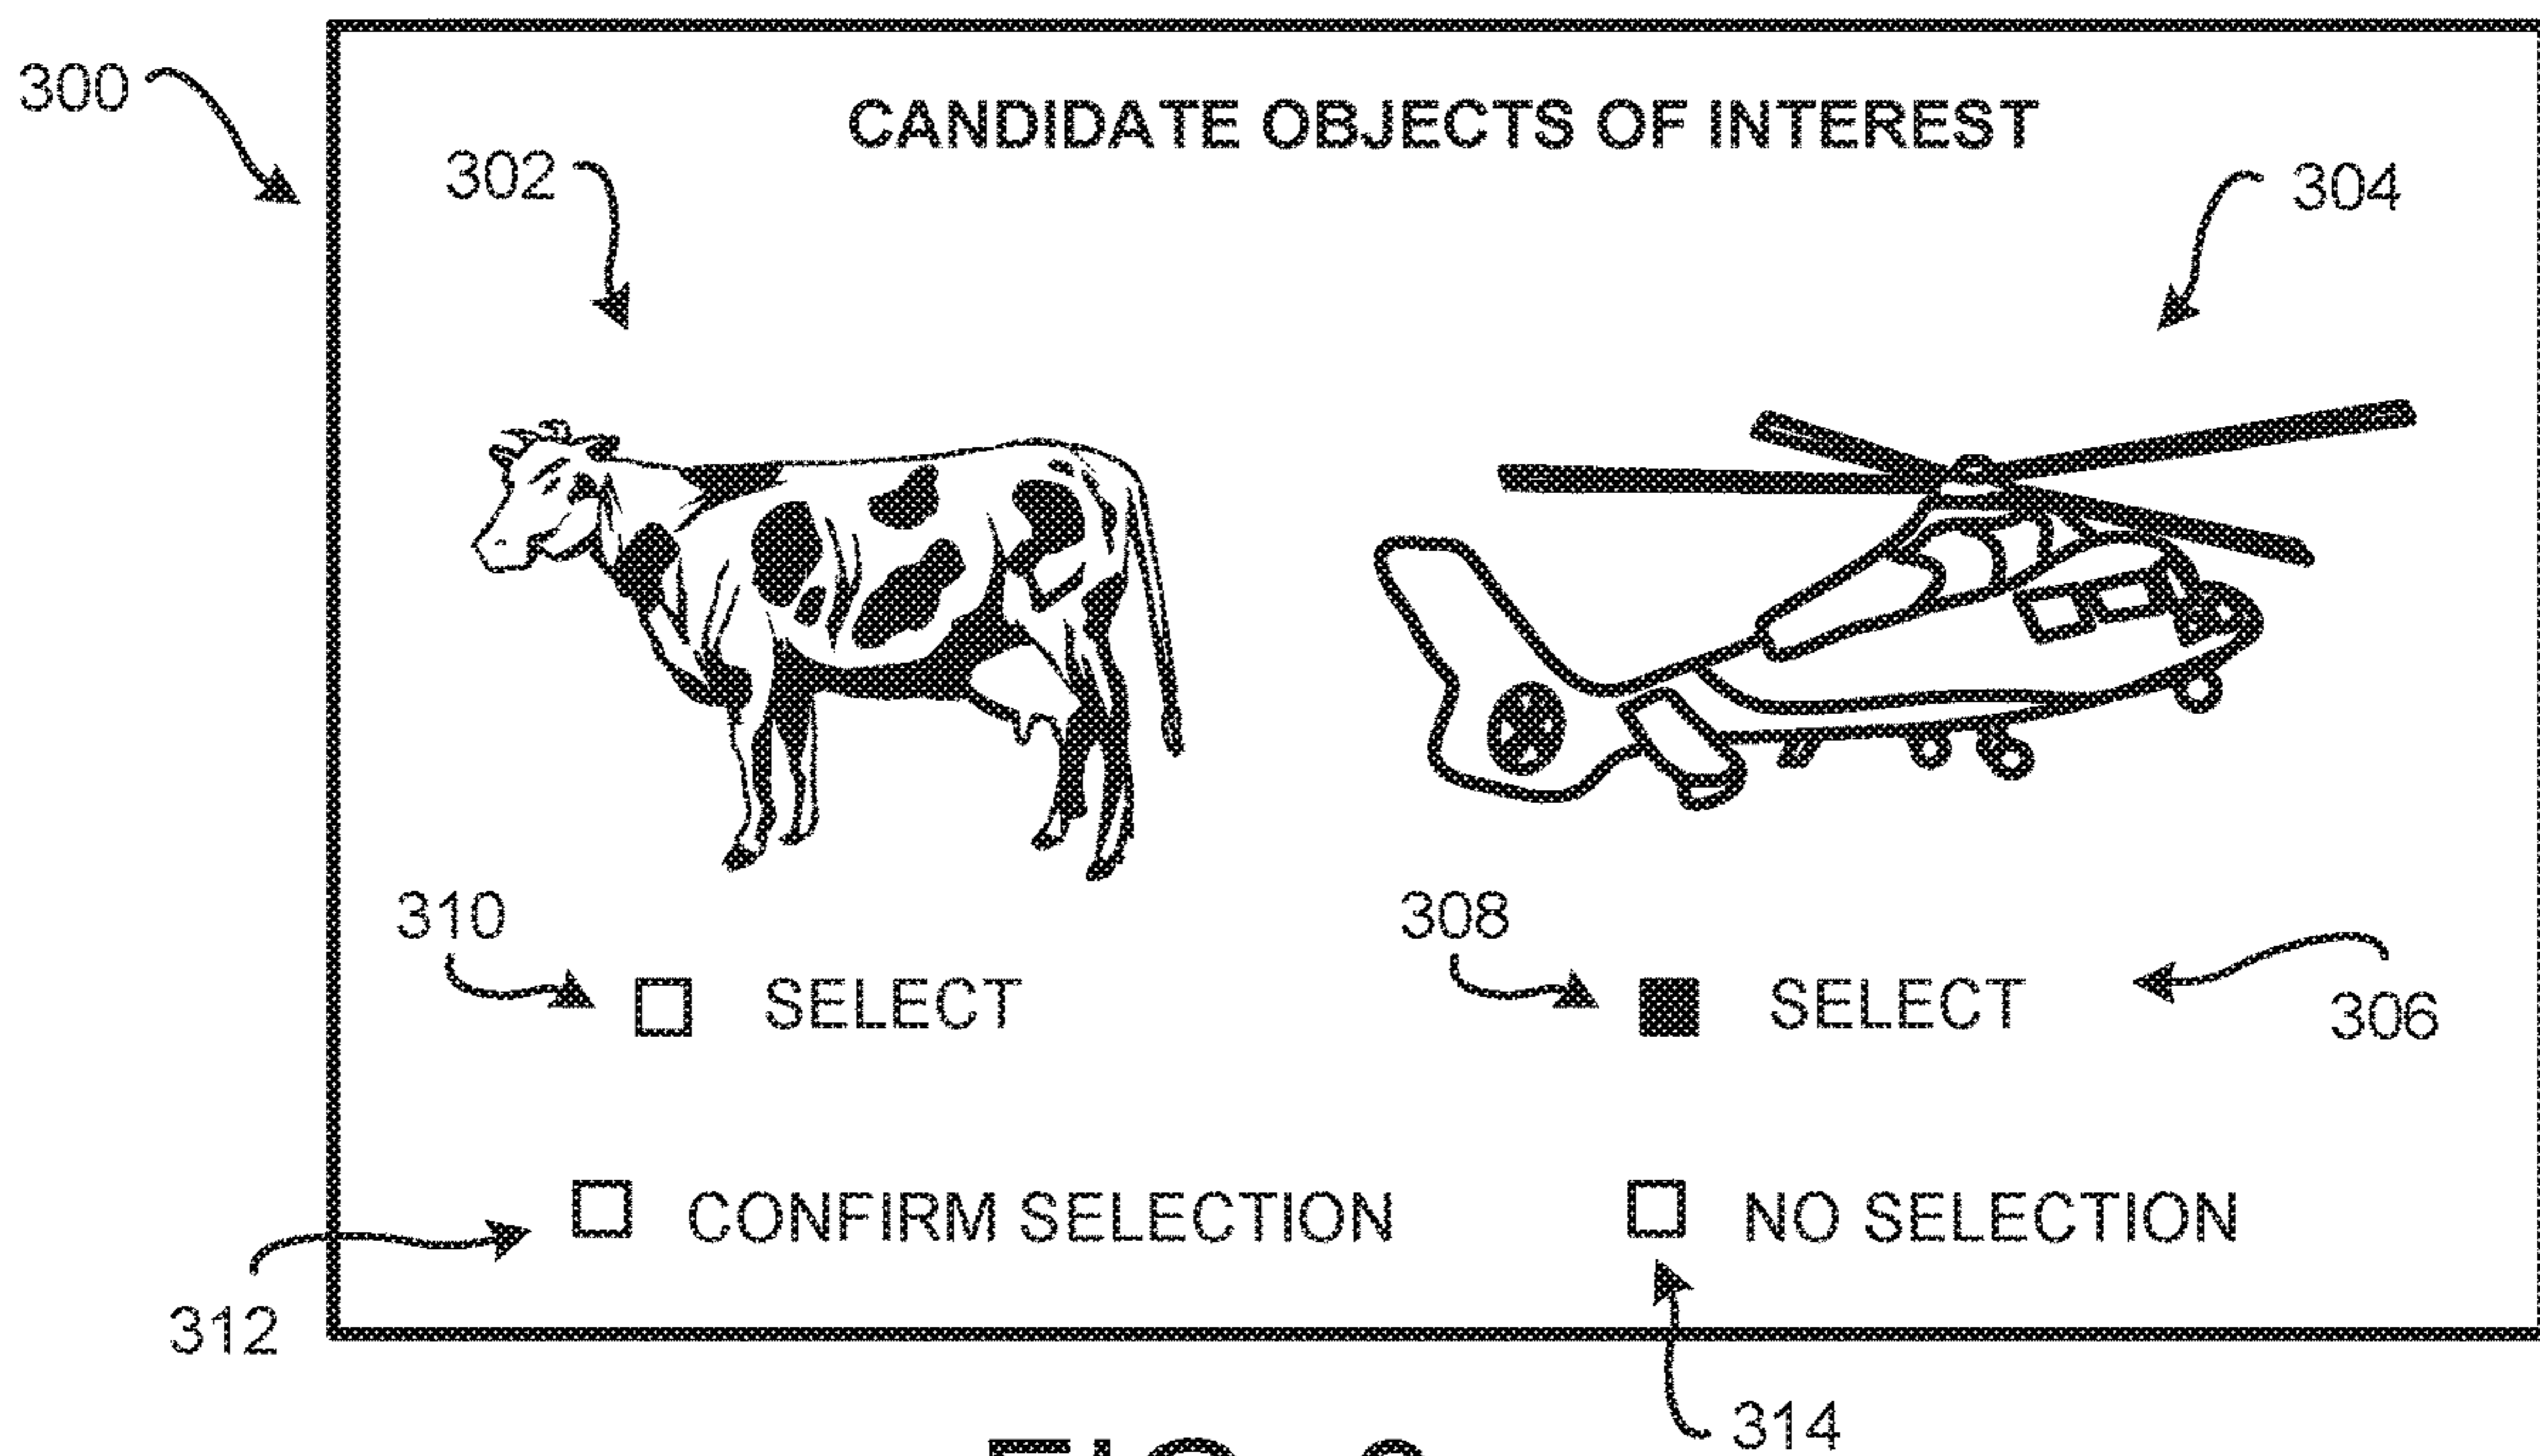 300
CANDIDATE OBJECTS OF INTEREST
302
304
310
308
SELECT
SELECT
306
CONFIRM SELECTION
NO SELECTION
312
314